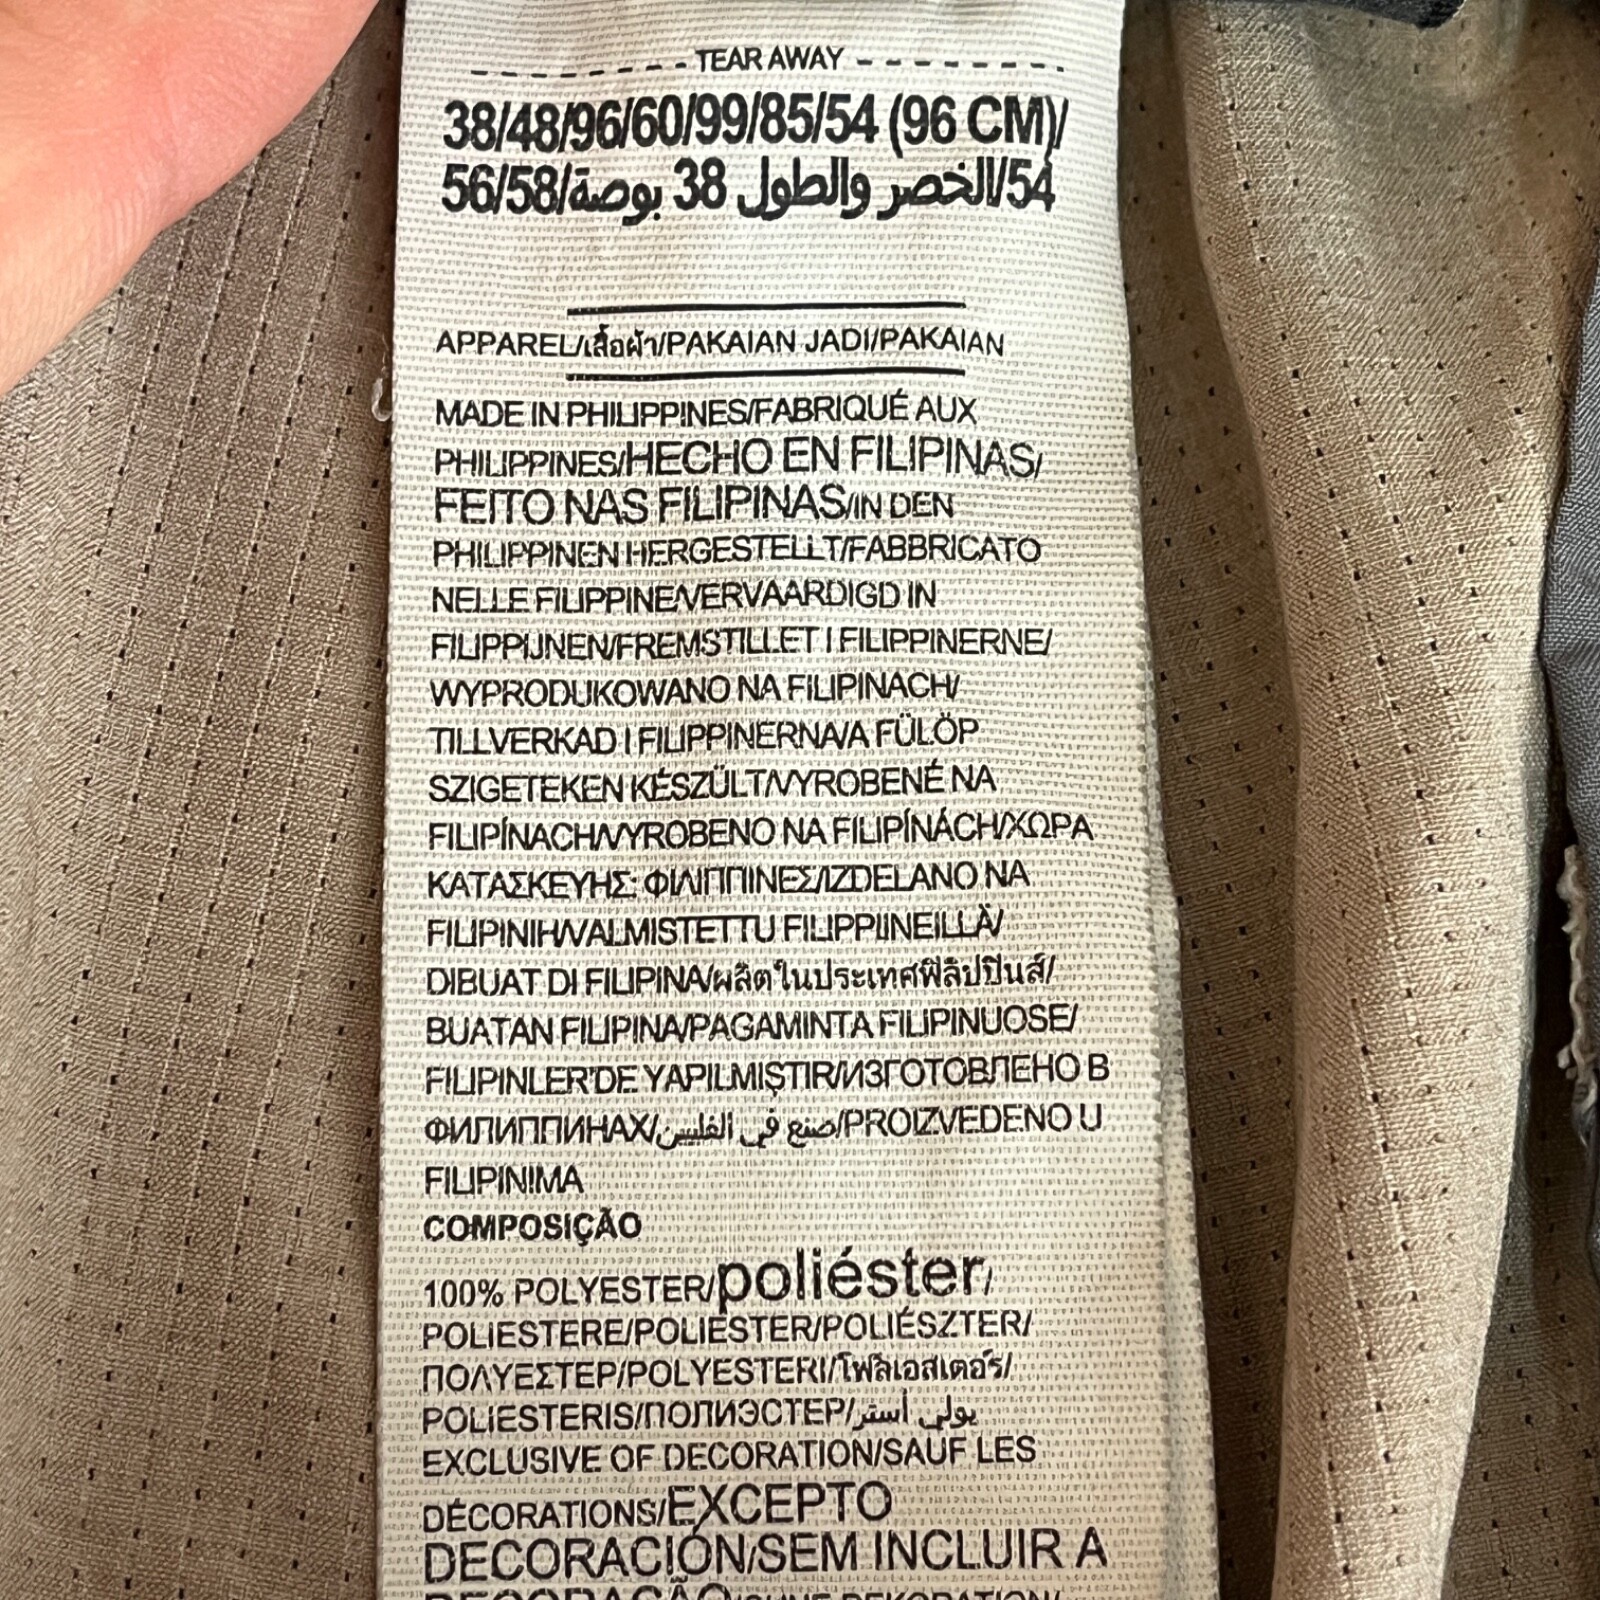 TEAR AWAY
38/48/96/60/99/85/54 (96 CM)/
56/58/الخصر والطول 38 بوصة/54
APPAREL/เสื้อผ้า/PAKAIAN JADI/PAKAIAN
MADE IN PHILIPPINES/FABRIQUÉ AUX
PHILIPPINES/HECHO EN FILIPINAS/
FEITO NAS FILIPINAS/IN DEN
PHILIPPINEN HERGESTELLT/FABBRICATO
NELLE FILIPPINE/VERVAARDIGD IN
FILIPPIJNEN/FREMSTILLET I FILIPPINERNE/
WYPRODUKOWANO NA FILIPINACH/
TILLVERKAD I FILIPPINERNA/A FÜLÖP
SZIGETEKEN KÉSZÜLT/VYROBENÉ NA
FILIPÍNACH/VYROBENO NA FILIPÍNÁCH/ΧΩΡΑ
ΚΑΤΑΣΚΕΥΗΣ: ΦΙΛΙΠΠΙΝΕΣ/IZDELANO NA
FILIPINIH/VALMISTETTU FILIPPIINEILLÄ/
DIBUAT DI FILIPINA/ผลิตในประเทศฟิลิปปินส์/
BUATAN FILIPINA/PAGAMINTA FILIPINUOSE/
FILIPINLER'DE YAPILMIŞTIR/ИЗГОТОВЛЕНО В
ФИЛИППИНАХ/صنع في الفلبين/PROIZVEDENO U
FILIPINIMA
COMPOSIÇÃO
100% POLYESTER/poliéster/
POLIESTERE/POLIESTER/POLIÉSZTER/
ΠΟΛΥΕΣΤΕΡ/POLYESTERI/โพลีเอสเตอร์/
POLIESTERIS/ПОЛИЭСТЕР/بولي أستر
EXCLUSIVE OF DECORATION/SAUF LES
DÉCORATIONS/EXCEPTO
DECORACIÓN/SEM INCLUIR A
DECORAÇÃO/OHNE DEKORATION/